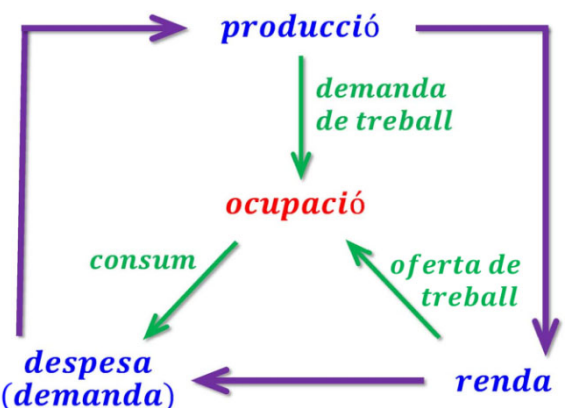 producció
demanda
de treball
ocupació
consum
oferta de
treball
despesa
(demanda)
renda